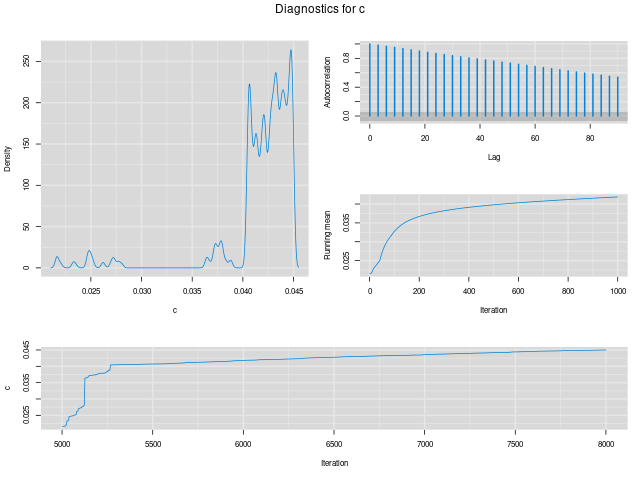 Diagnostics for c
Density
0 50 100 150 200 250
0.025 0.030 0.035 0.040 0.045
c
Autocorrelation
0.0 0.4 0.8
0 20 40 60 80
Lag
Running mean
0.025 0.035
0 200 400 600 800 1000
Iteration
c
0.025 0.035 0.045
5000 5500 6000 6500 7000 7500 8000
Iteration